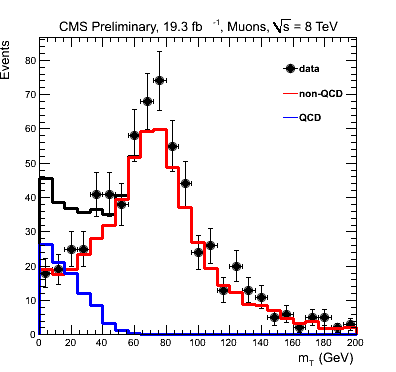 CMS Preliminary, 19.3 fb ⁻¹, Muons, √s = 8 TeV
Events
data
non-QCD
QCD
80
70
60
50
40
30
20
10
0
0 20 40 60 80 100 120 140 160 180 200
m_T (GeV)